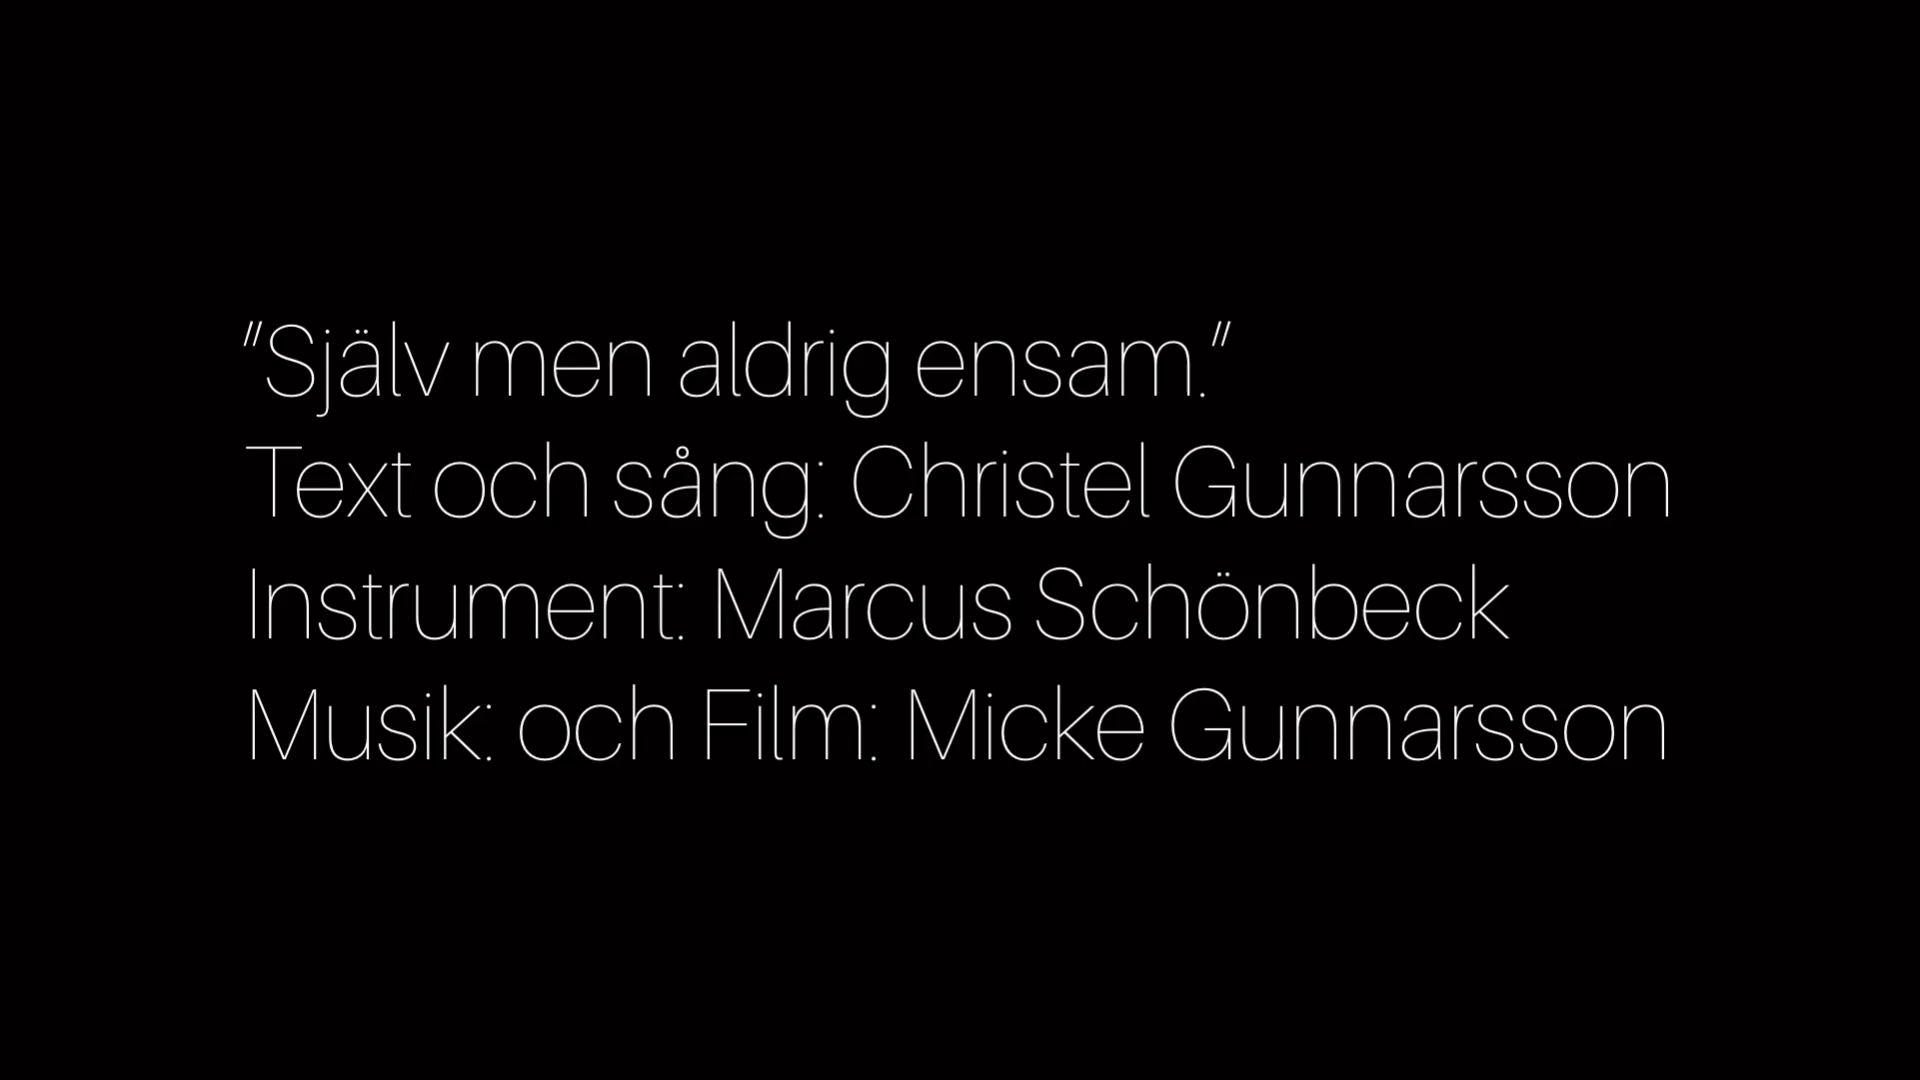 "Själv men aldrig ensam."
Text och sång: Christel Gunnarsson
Instrument: Marcus Schönbeck
Musik: och Film: Micke Gunnarsson